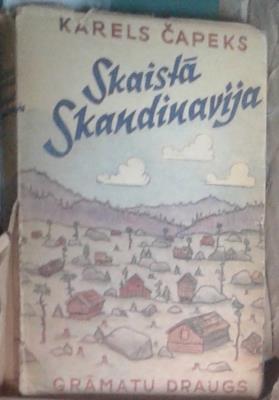 KARELS ČAPEKS
Skaistā
Skandinavija
GRĀMATU DRAUGS